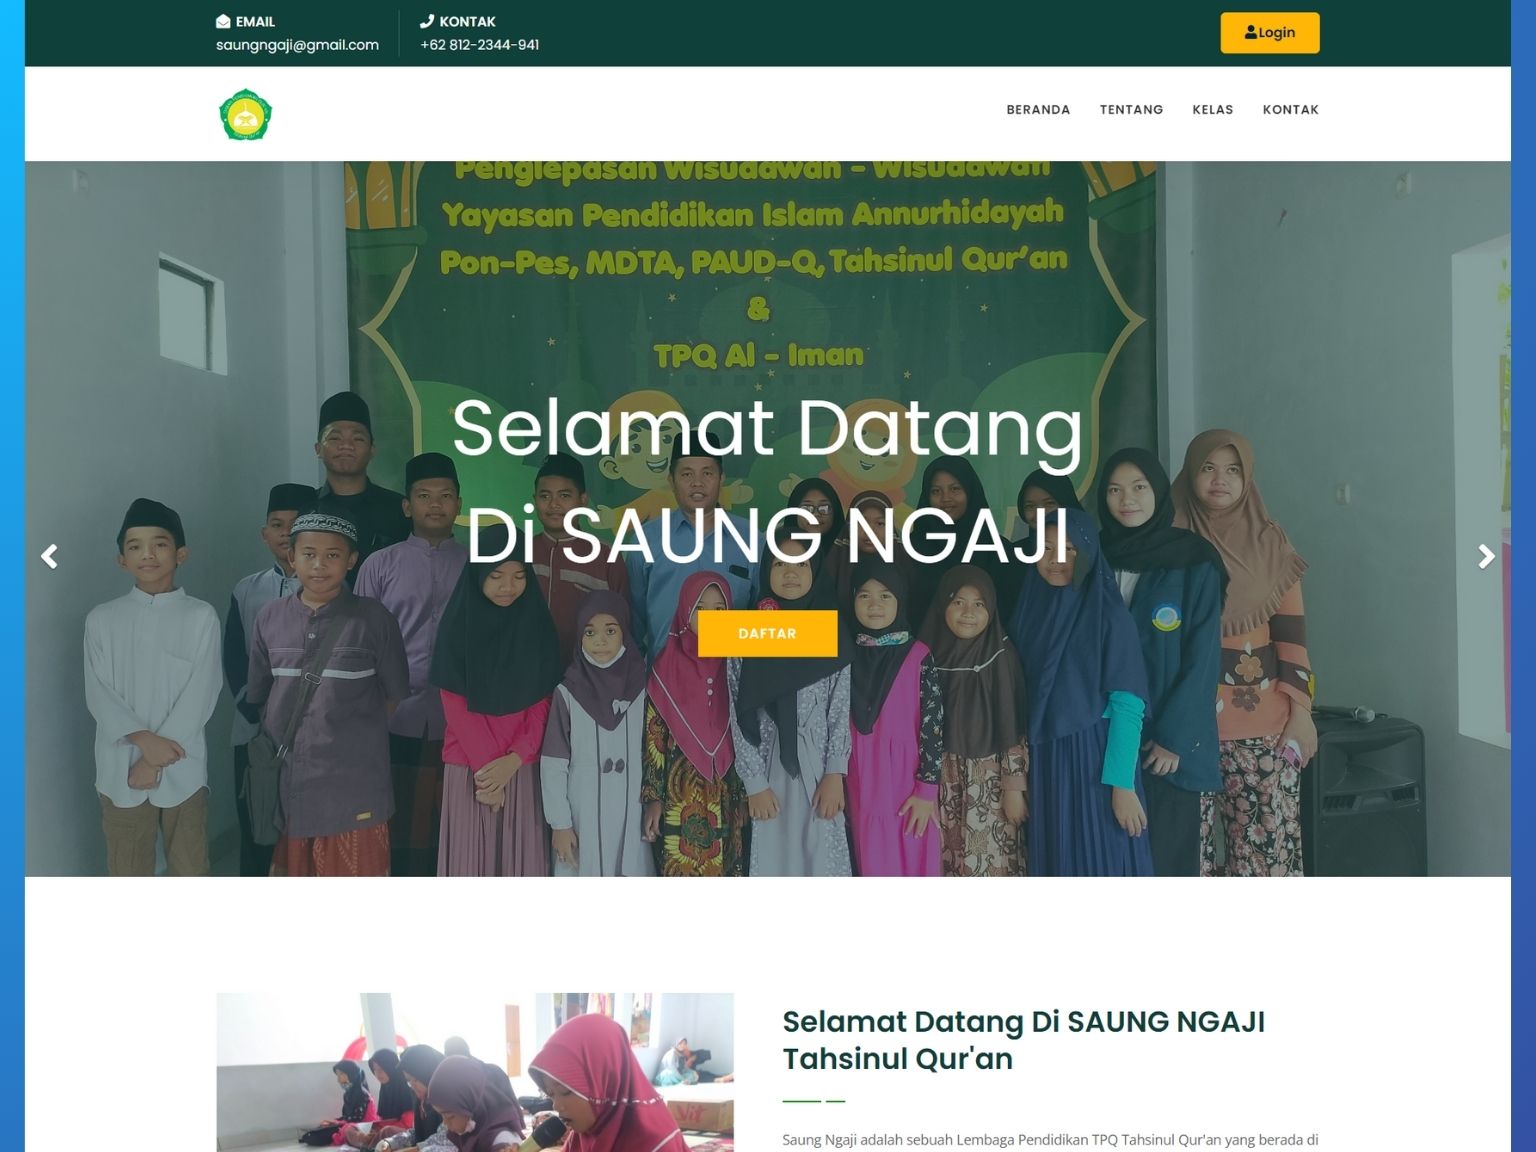 EMAIL
saungngaji@gmail.com
KONTAK
+62 812-2344-941
Login
BERANDA
TENTANG
KELAS
KONTAK
Penglepasan Wisudawan - Wisudawati
Yayasan Pendidikan Islam Annurhidayah
Pon-Pes, MDTA, PAUD-Q, Tahsinul Qur'an
&
TPQ Al - Iman
Selamat Datang
Di SAUNG NGAJI
DAFTAR
Selamat Datang Di SAUNG NGAJI
Tahsinul Qur'an
Saung Ngaji adalah sebuah Lembaga Pendidikan TPQ Tahsinul Qur'an yang berada di